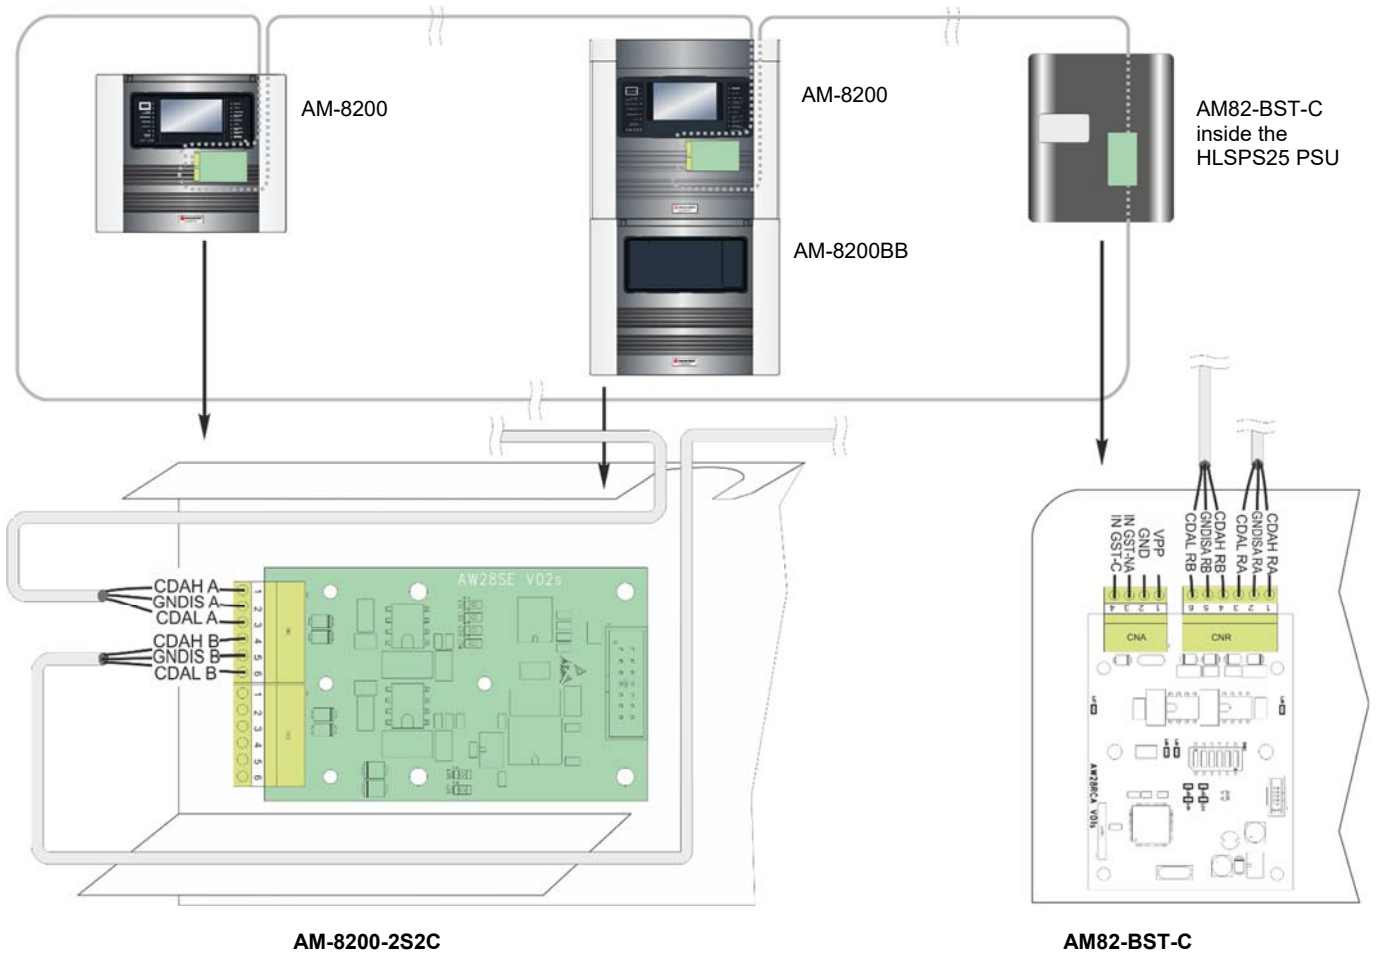 AM-8200
AM-8200
AM82-BST-C
inside the
HLSPS25 PSU
AM-8200BB
CDAH A
GNDIS A
CDAL A
CDAH B
GNDIS B
CDAL B
1
2
3
4
5
6
1
2
3
4
5
6
AW28SE V02s
IN GST-C
IN GST-NA
GND
VPP
CDAL RB
GNDISA RB
CDAH RB
CDAL RA
GNDISA RA
CDAH RA
4 3 2 1
6 5 4 3 2 1
CNA
CNR
AW28RCA V01s
AM-8200-2S2C
AM82-BST-C